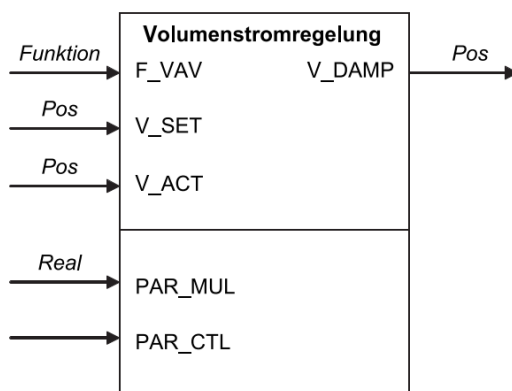 Volumenstromregelung
Funktion F_VAV V_DAMP Pos
Pos V_SET
Pos V_ACT
Real PAR_MUL
PAR_CTL